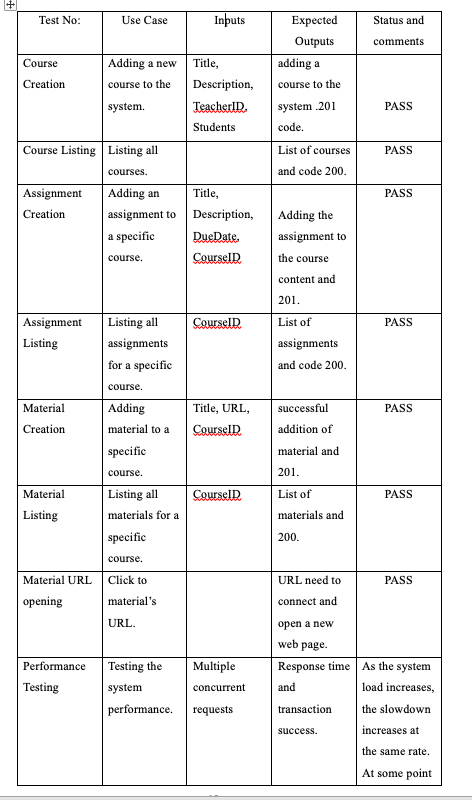 Test No: Use Case Inputs Expected Status and
Outputs comments
Course Adding a new Title, adding a
Creation course to the Description, course to the
system. TeacherID, system .201 PASS
Students code.
Course Listing Listing all List of courses PASS
courses. and code 200.
Assignment Adding an Title, PASS
Creation assignment to Description, Adding the
a specific DueDate, assignment to
course. CourseID the course
content and
201.
Assignment Listing all CourseID List of PASS
Listing assignments assignments
for a specific and code 200.
course.
Material Adding Title, URL, successful PASS
Creation material to a CourseID addition of
specific material and
course. 201.
Material Listing all CourseID List of PASS
Listing materials for a materials and
specific 200.
course.
Material URL Click to URL need to PASS
opening material's connect and
URL. open a new
web page.
Performance Testing the Multiple Response time As the system
Testing system concurrent and load increases,
performance. requests transaction the slowdown
success. increases at
the same rate.
At some point